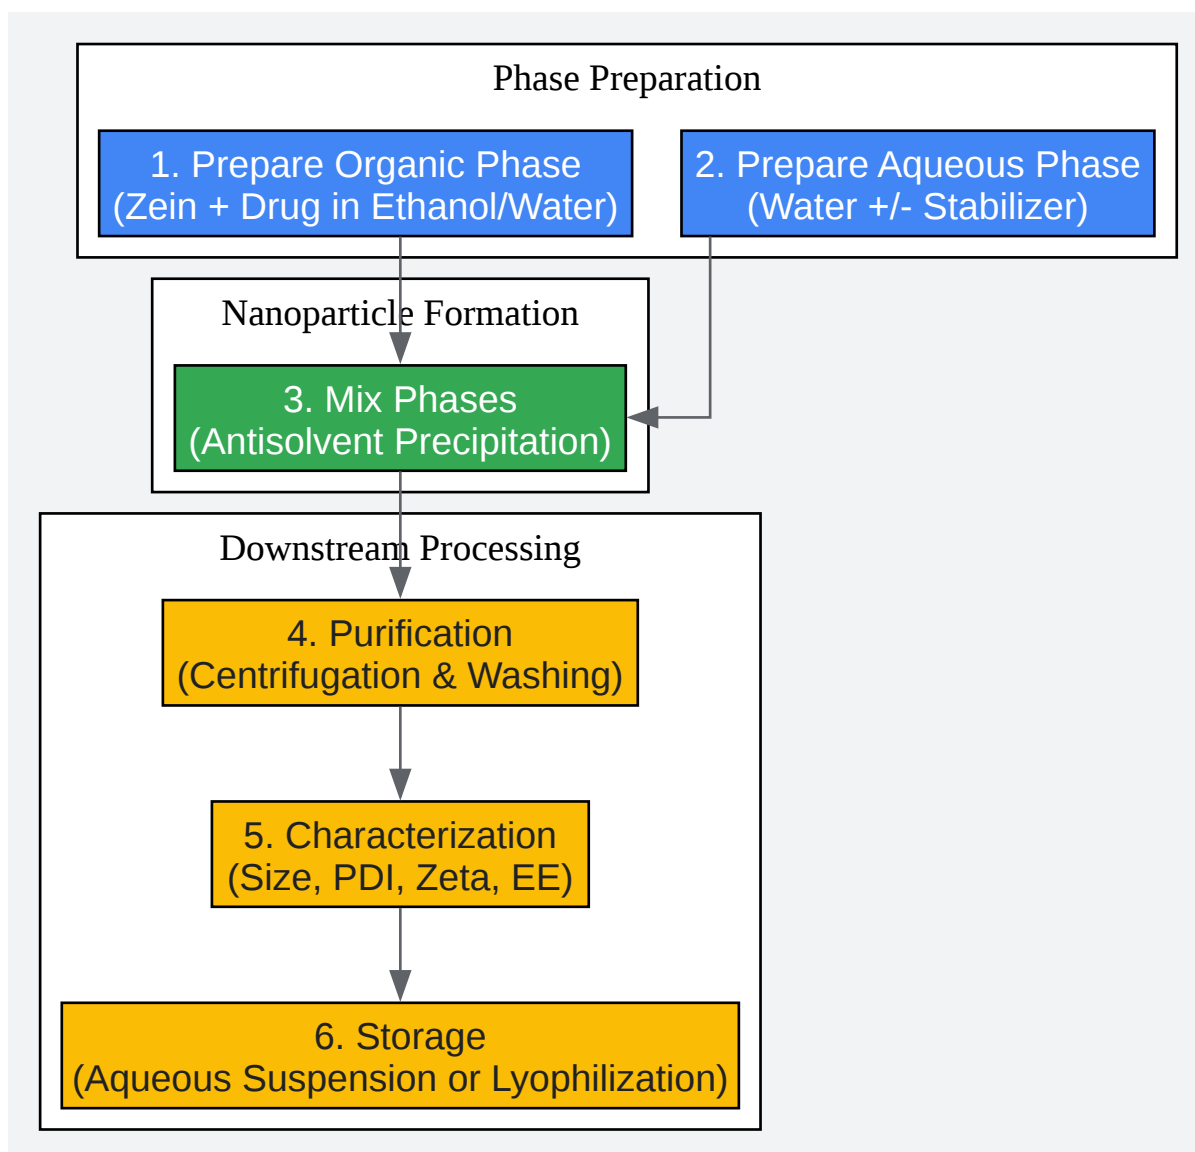 Phase Preparation
1. Prepare Organic Phase
(Zein + Drug in Ethanol/Water)
2. Prepare Aqueous Phase
(Water +/- Stabilizer)
Nanoparticle Formation
3. Mix Phases
(Antisolvent Precipitation)
Downstream Processing
4. Purification
(Centrifugation & Washing)
5. Characterization
(Size, PDI, Zeta, EE)
6. Storage
(Aqueous Suspension or Lyophilization)